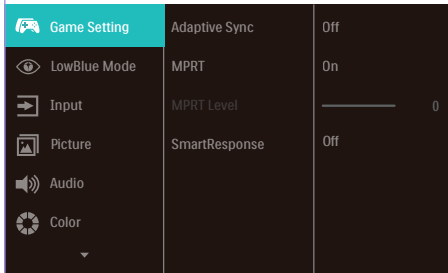 Game Setting Adaptive Sync Off
LowBlue Mode MPRT On
Input MPRT Level 0
Picture SmartResponse Off
Audio
Color